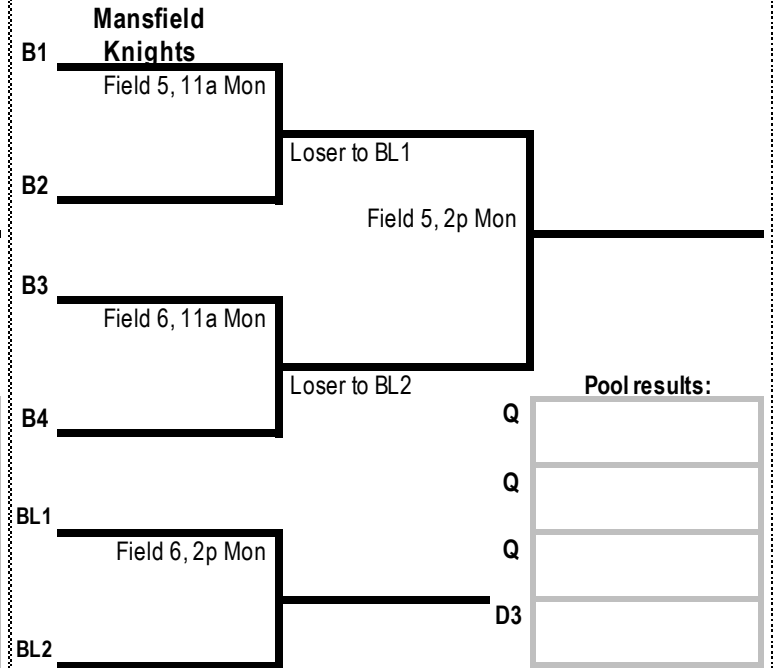 Mansfield
Knights
B1
Field 5, 11a Mon
Loser to BL1
B2
Field 5, 2p Mon
B3
Field 6, 11a Mon
Loser to BL2
Pool results:
B4
Q
Q
BL1
Field 6, 2p Mon
Q
D3
BL2